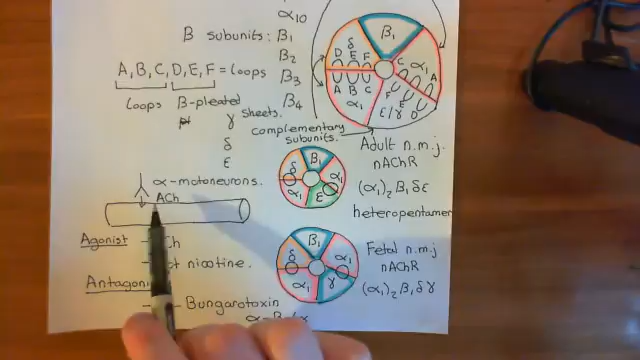 α10
β subunits: β1
β2
A, B, C, D, E, F = loops
β3
β4
Loops β-pleated
γ sheets.
δ
ε
complementary
subunits.
β1
δ
D E F
A B C
α1
C α1 A
F E D
ε/γ
Adult n.m.j.
nAChR
(α1)2 β1 δε
heteropentamer
β1
δ
α1
α1
ε
Fetal n.m.j
nAChR
(α1)2 β1 δ γ
β1
δ
α1
α1
γ
α-motoneurons.
ACh
Agonist
nicotine.
Bungarotoxin